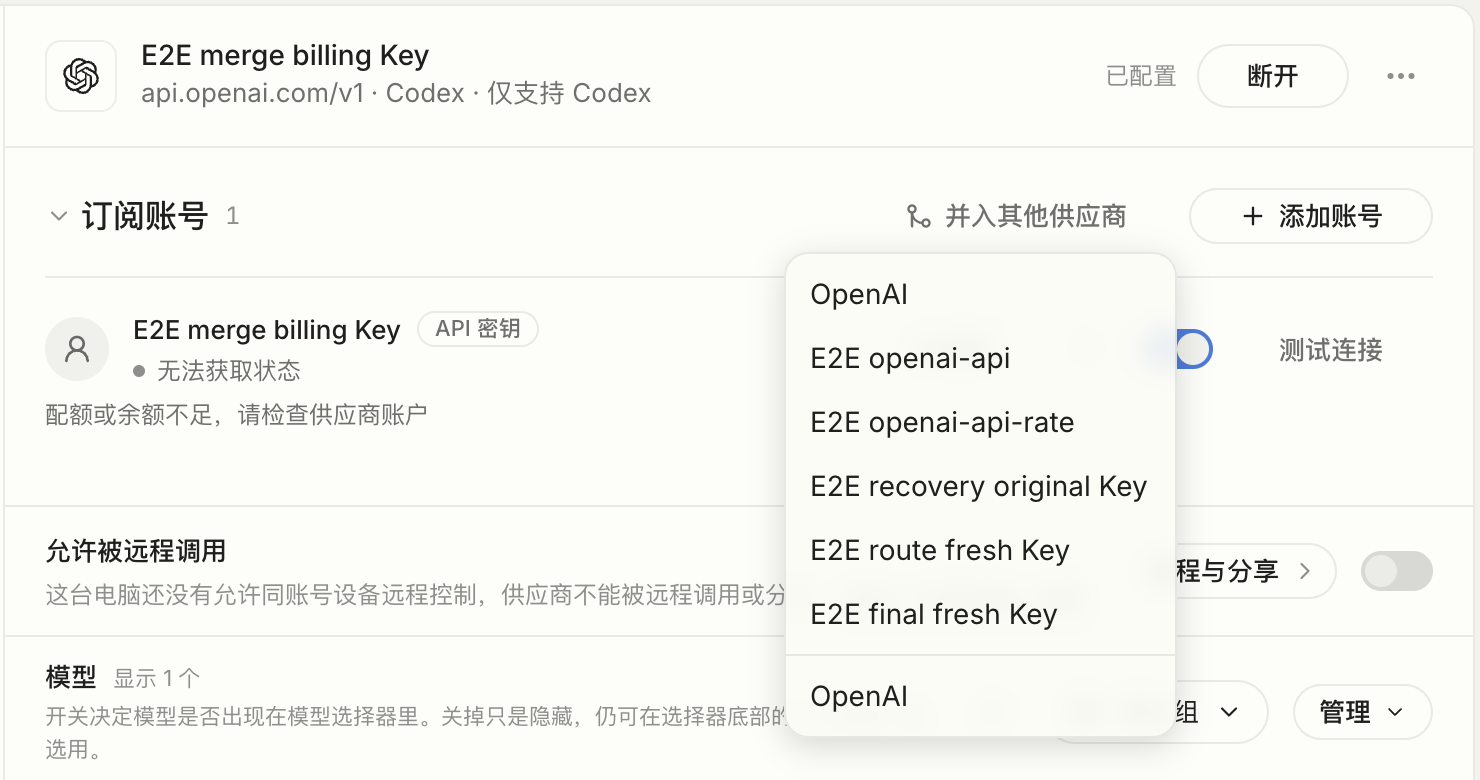 E2E merge billing Key
api.openai.com/v1 · Codex · 仅支持 Codex
已配置
断开
订阅账号 1
并入其他供应商
添加账号
OpenAI
E2E openai-api
E2E openai-api-rate
E2E recovery original Key
E2E route fresh Key
E2E final fresh Key
OpenAI
E2E merge billing Key
API 密钥
无法获取状态
配额或余额不足，请检查供应商账户
测试连接
允许被远程调用
这台电脑还没有允许同账号设备远程控制，供应商不能被远程调用或分
程与分享
模型 显示 1 个
开关决定模型是否出现在模型选择器里。关掉只是隐藏，仍可在选择器底部的
选用。
组
管理